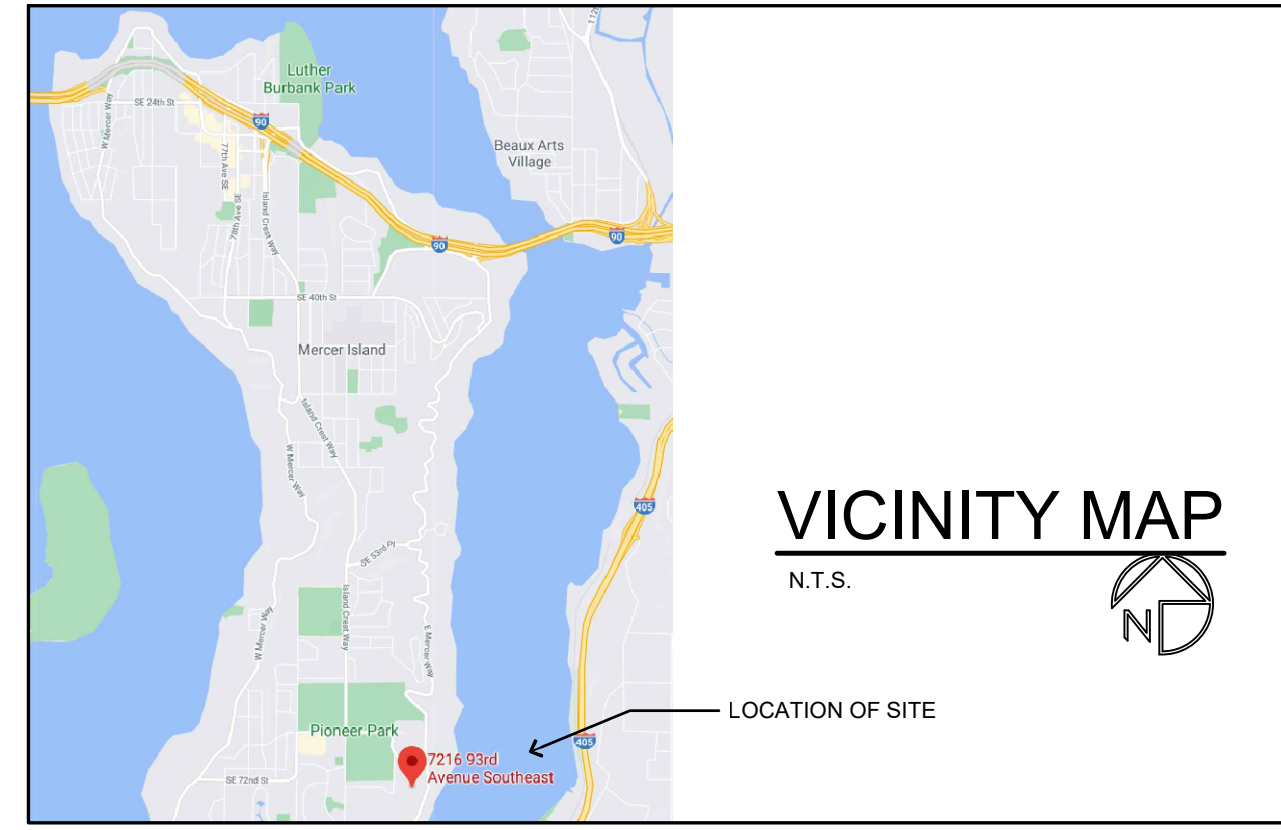 112
Luther
Burbank Park
SE 24th St
W Mercer Way
90
77th Ave SE
78th Ave SE
Island Crest Way
Beaux Arts
Village
90
90
SE 40th St
Mercer Island
Island Crest Way
W Mercer Way
405
SE 53rd Pl
Island Crest Way
E Mercer Way
W Mercer Way
Pioneer Park
7216 93rd
Avenue Southeast
SE 72nd St
405
VICINITY MAP
N.T.S.
N
LOCATION OF SITE